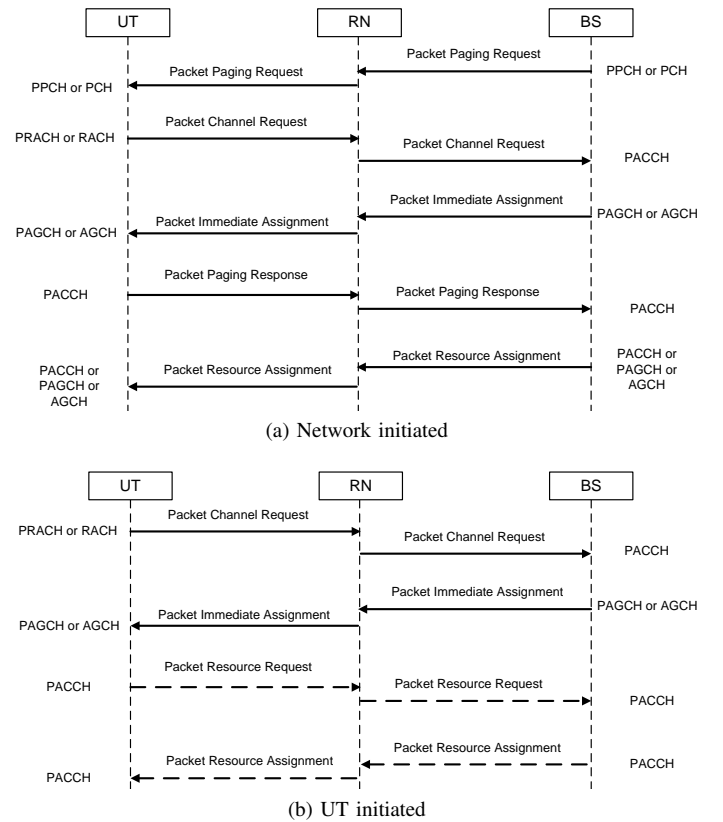 UT RN BS
Packet Paging Request
Packet Paging Request
PPCH or PCH
PPCH or PCH
Packet Channel Request
PRACH or RACH
Packet Channel Request
PACCH
Packet Immediate Assignment
PAGCH or AGCH
Packet Immediate Assignment
PAGCH or AGCH
Packet Paging Response
PACCH
Packet Paging Response
PACCH
Packet Resource Assignment
PACCH or
PAGCH or
AGCH
Packet Resource Assignment
PACCH or
PAGCH or
AGCH
(a) Network initiated
UT RN BS
Packet Channel Request
PRACH or RACH
Packet Channel Request
PACCH
Packet Immediate Assignment
PAGCH or AGCH
Packet Immediate Assignment
PAGCH or AGCH
Packet Resource Request
PACCH
Packet Resource Request
PACCH
Packet Resource Assignment
PACCH
Packet Resource Assignment
PACCH
(b) UT initiated